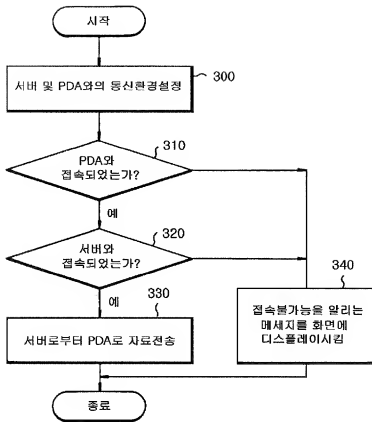 시작
서버 및 PDA와의 통신환경설정
300
PDA와
접속되었는가?
310
예
서버와
접속되었는가?
320
예
330
서버로부터 PDA로 자료전송
340
접속불가능을 알리는
메세지를 화면에
디스플레이시킴
종료